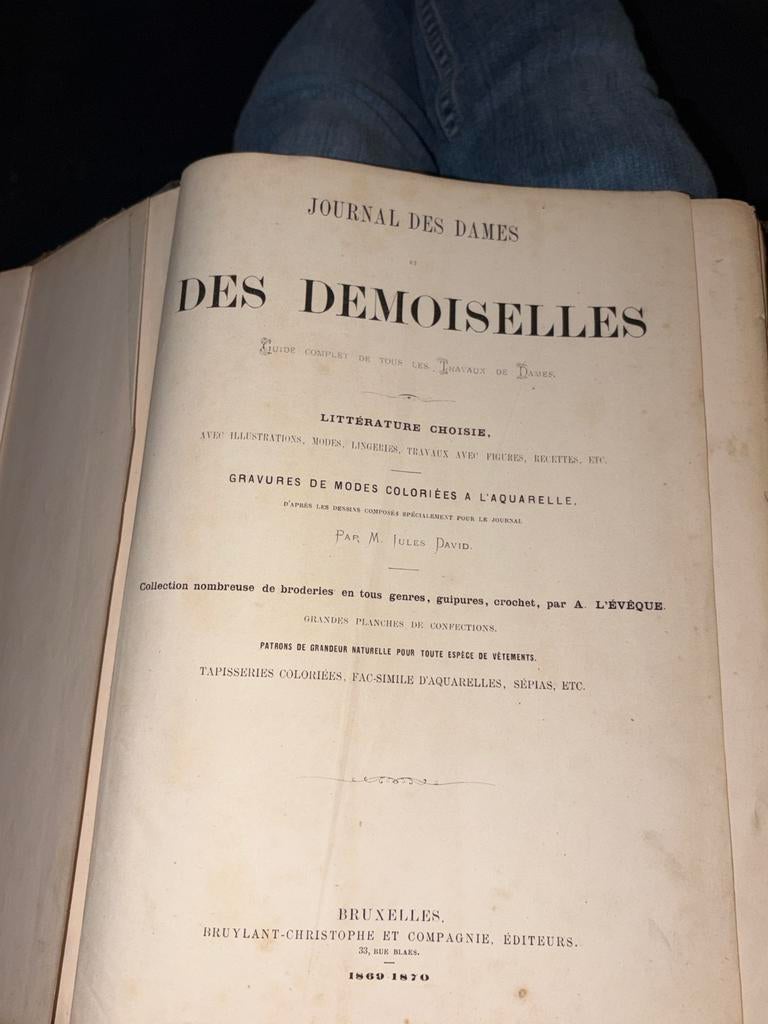 JOURNAL DES DAMES
ET
DES DEMOISELLES
GUIDE COMPLET DE TOUS LES TRAVAUX DE DAMES.
LITTÉRATURE CHOISIE,
AVEC ILLUSTRATIONS, MODES, LINGERIES, TRAVAUX AVEC FIGURES, RECETTES, ETC.
GRAVURES DE MODES COLORIÉES A L'AQUARELLE,
D'APRÈS LES DESSINS COMPOSÉS SPÉCIALEMENT POUR LE JOURNAL
PAR M. JULES DAVID.
Collection nombreuse de broderies en tous genres, guipures, crochet, par A. L'ÉVÊQUE.
GRANDES PLANCHES DE CONFECTIONS.
PATRONS DE GRANDEUR NATURELLE POUR TOUTE ESPÈCE DE VÊTEMENTS.
TAPISSERIES COLORIÉES, FAC-SIMILE D'AQUARELLES, SÉPIAS, ETC.
BRUXELLES.
BRUYLANT-CHRISTOPHE ET COMPAGNIE, ÉDITEURS.
33, RUE BLAES.
1869-1870